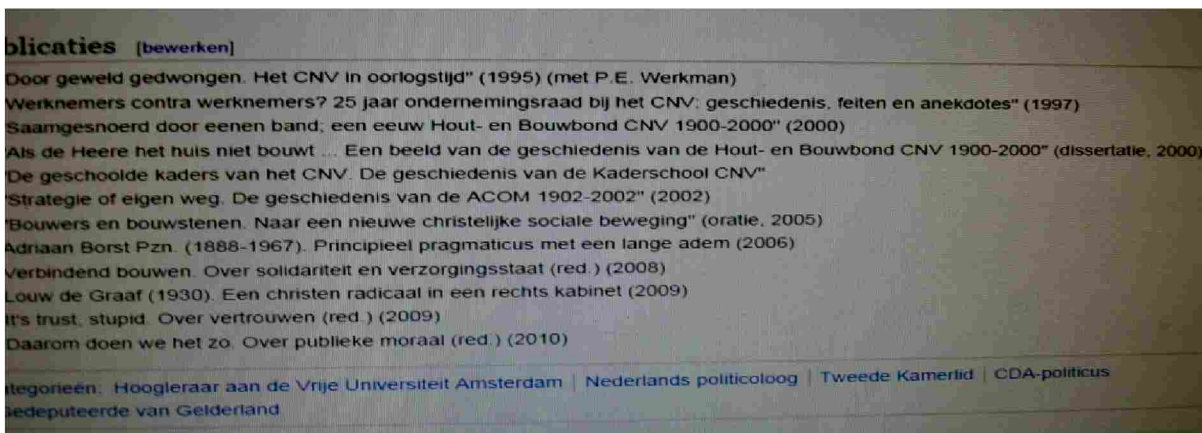 blicaties [bewerken]
Door geweld gedwongen. Het CNV in oorlogstijd" (1995) (met P.E. Werkman)
Werknemers contra werknemers? 25 jaar ondernemingsraad bij het CNV: geschiedenis, feiten en anekdotes" (1997)
"Saamgesnoerd door eenen band; een eeuw Hout- en Bouwbond CNV 1900-2000" (2000)
"Als de Heere het huis niet bouwt ... Een beeld van de geschiedenis van de Hout- en Bouwbond CNV 1900-2000" (dissertatie, 2000)
"De geschoolde kaders van het CNV. De geschiedenis van de Kaderschool CNV"
"Strategie of eigen weg. De geschiedenis van de ACOM 1902-2002" (2002)
"Bouwers en bouwstenen. Naar een nieuwe christelijke sociale beweging" (oratie, 2005)
Adriaan Borst Pzn. (1888-1967). Principieel pragmaticus met een lange adem (2006)
Verbindend bouwen. Over solidariteit en verzorgingsstaat (red.) (2008)
Louw de Graaf (1930). Een christen radicaal in een rechts kabinet (2009)
It's trust, stupid. Over vertrouwen (red.) (2009)
Daarom doen we het zo. Over publieke moraal (red.) (2010)
ategorieën: Hoogleraar aan de Vrije Universiteit Amsterdam | Nederlands politicoloog | Tweede Kamerlid | CDA-politicus
Gedeputeerde van Gelderland